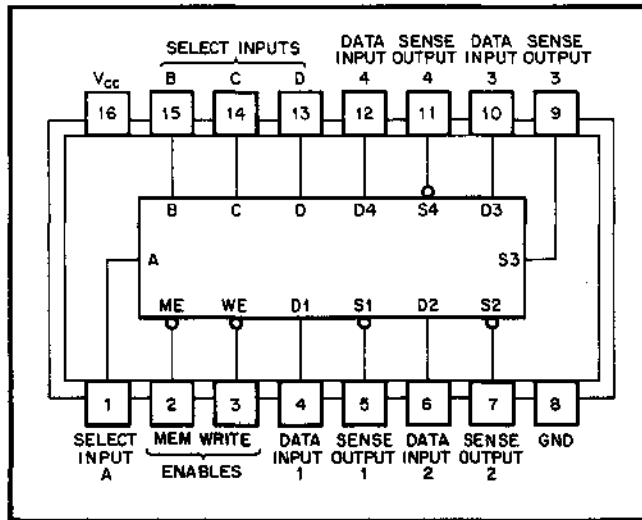 SELECT INPUTS
DATA INPUT 4
SENSE OUTPUT 4
DATA INPUT 3
SENSE OUTPUT 3
VCC
B C D
16 15 14 13 12 11 10 9
B C D D4 S4 D3
A
S3
ME WE D1 S1 D2 S2
1 2 3 4 5 6 7 8
SELECT INPUT A
MEM WRITE
ENABLES
DATA INPUT 1
SENSE OUTPUT 1
DATA INPUT 2
SENSE OUTPUT 2
GND